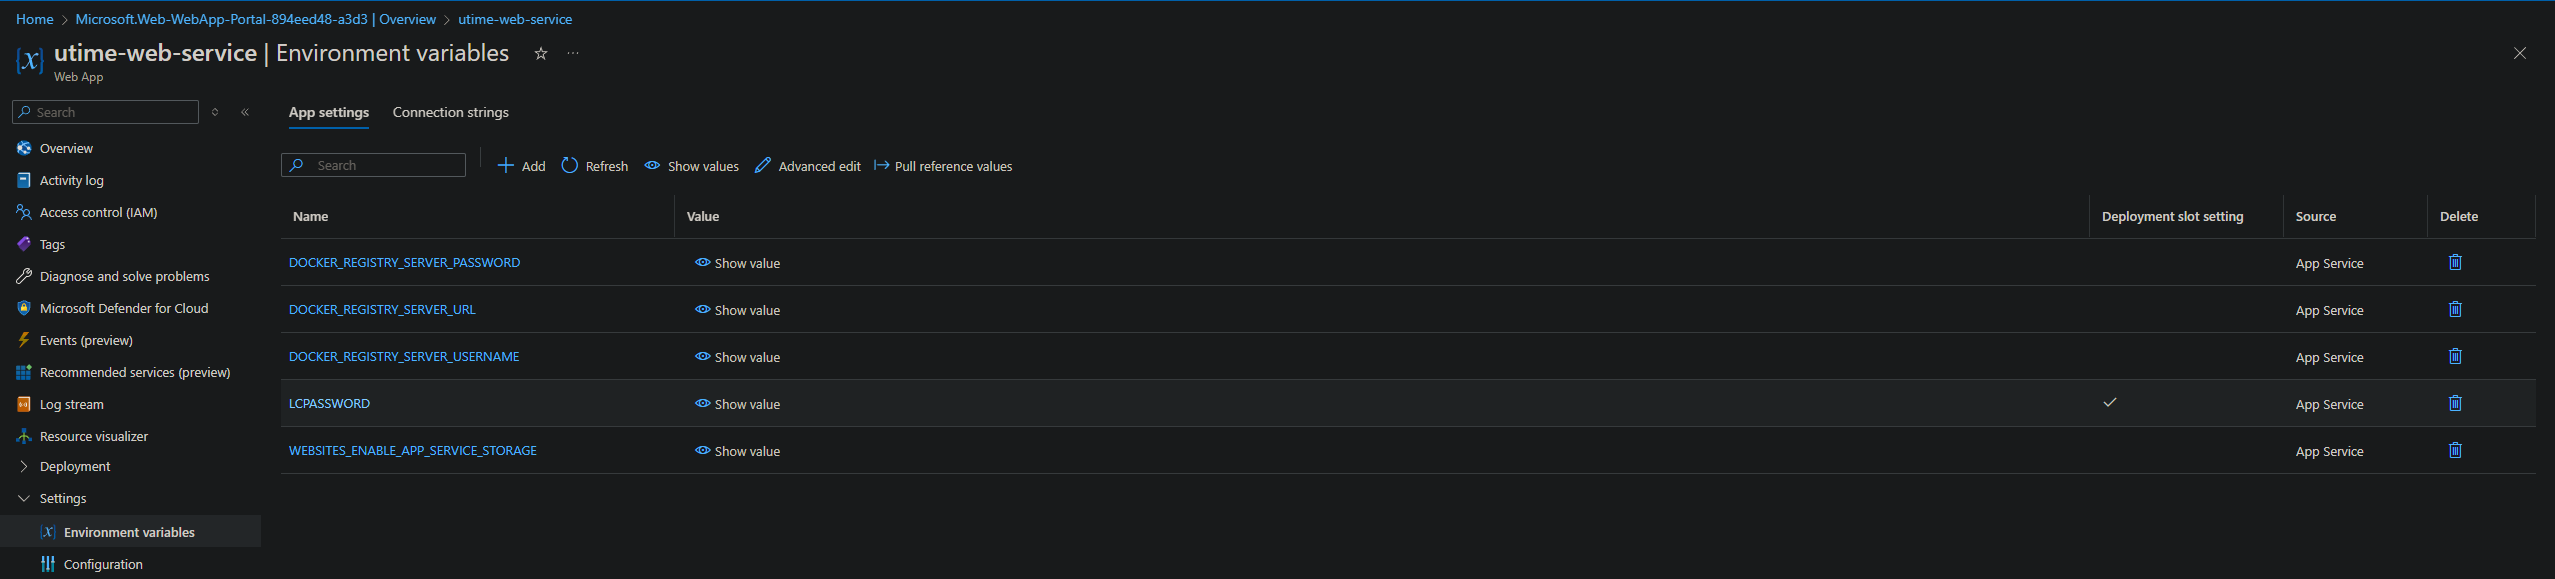 Home > Microsoft.Web-WebApp-Portal-894eed48-a3d3 | Overview > utime-web-service
utime-web-service | Environment variables
Web App
Search
Overview
Activity log
Access control (IAM)
Tags
Diagnose and solve problems
Microsoft Defender for Cloud
Events (preview)
Recommended services (preview)
Log stream
Resource visualizer
Deployment
Settings
Environment variables
Configuration
App settings Connection strings
Search Add Refresh Show values Advanced edit Pull reference values
Name Value Deployment slot setting Source Delete
DOCKER_REGISTRY_SERVER_PASSWORD Show value App Service
DOCKER_REGISTRY_SERVER_URL Show value App Service
DOCKER_REGISTRY_SERVER_USERNAME Show value App Service
LCPASSWORD Show value App Service
WEBSITES_ENABLE_APP_SERVICE_STORAGE Show value App Service